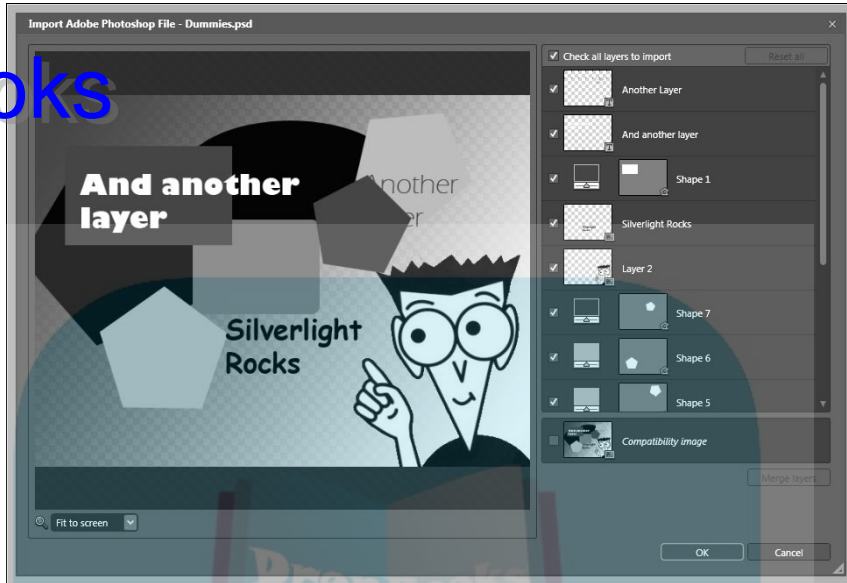 Import Adobe Photoshop File - Dummies.psd
Check all layers to import
Reset all
oks
And another
layer
Another
Silverlight
Rocks
Another Layer
And another layer
Shape 1
Silverlight Rocks
Layer 2
Shape 7
Shape 6
Shape 5
Compatibility image
Merge layers
Fit to screen
OK
Cancel